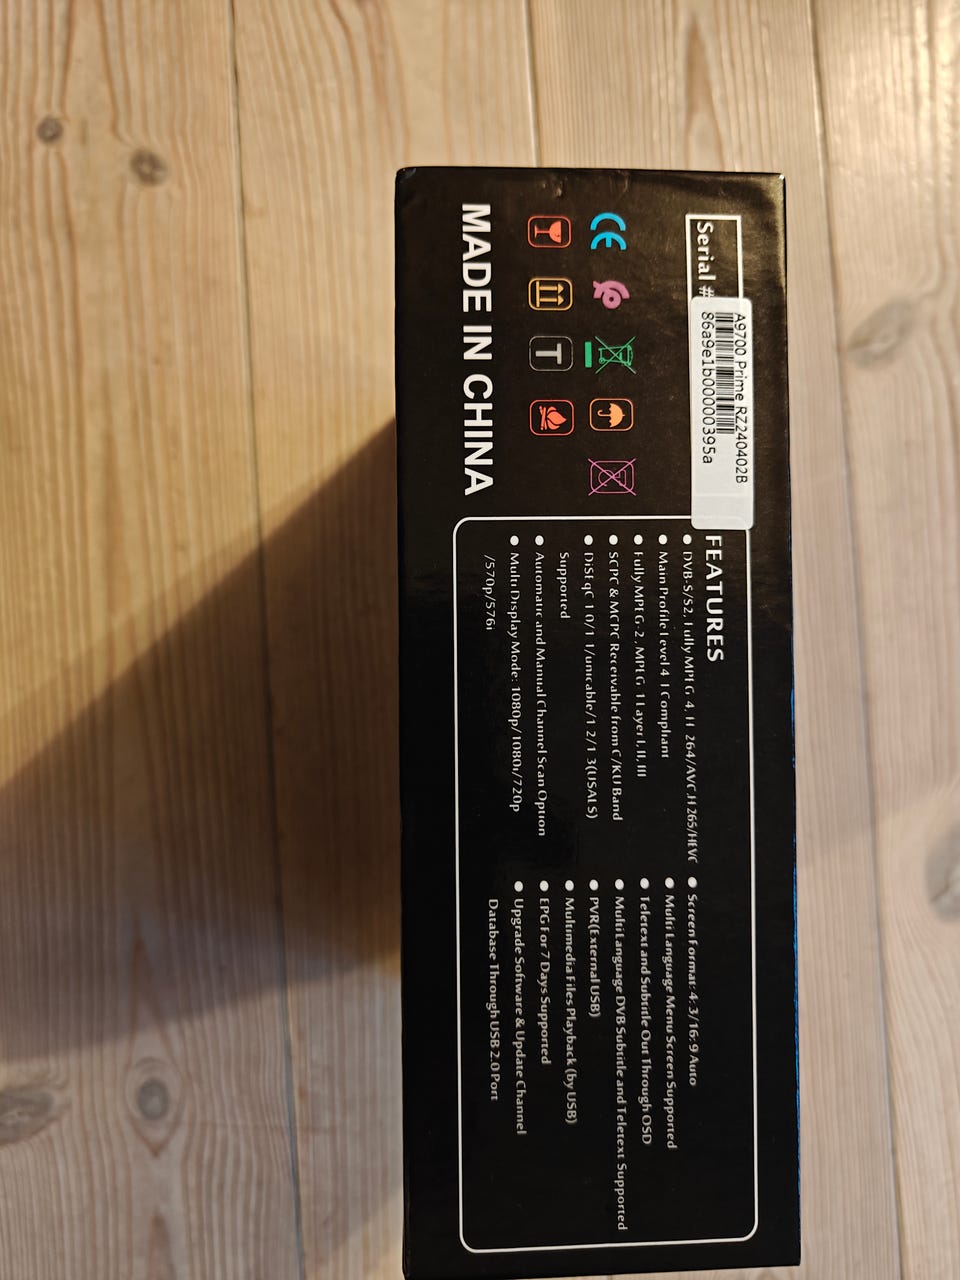 Serial #
A9700 Prime RZ240402B
86a9e1b00000395a
CE
T
MADE IN CHINA
FEATURES
● DVB-S/S2, Fully MPEG-4, H.264/AVC,H265/HEVC
● Main Profile Level 4.1 Compliant
● Fully MPEG-2, MPEG-1 Layer I, II, III
● SCPC & MCPC Receivable from C/KU Band
● DiSEqC 1.0/1.1/unicable/1.2/1.3(USALS)
Supported
● Automatic and Manual Channel Scan Option
● Multi Display Mode: 1080p/1080i/720p
/570p/576i
● Screen Format: 4:3/16:9 Auto
● Multi Language Menu Screen Supported
● Teletext and Subtitle Out Through OSD
● Multi Language DVB Subtitle and Teletext Supported
● PVR(External USB)
● Multimedia Files Playback (by USB)
● EPG For 7 Days Supported
● Upgrade Software & Update Channel
Database Through USB 2.0 Port